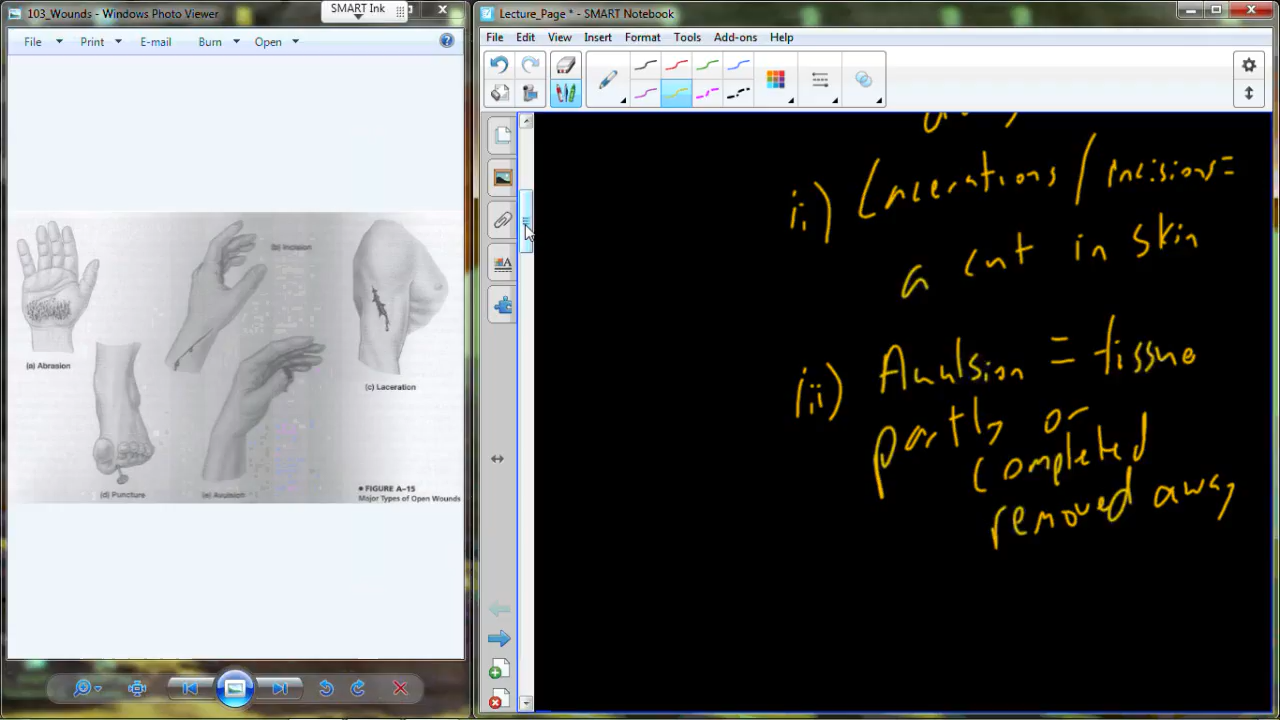 103_Wounds - Windows Photo Viewer
SMART Ink
File Print E-mail Burn Open
(b) Incision
(a) Abrasion
(c) Laceration
(d) Puncture
(e) Avulsion
• FIGURE A-15
Major Types of Open Wounds
Lecture_Page * - SMART Notebook
File Edit View Insert Format Tools Add-ons Help
ii) Lacerations / incisions =
a cut in skin
iii) Avulsion = tissue
partly or
completed
removed away